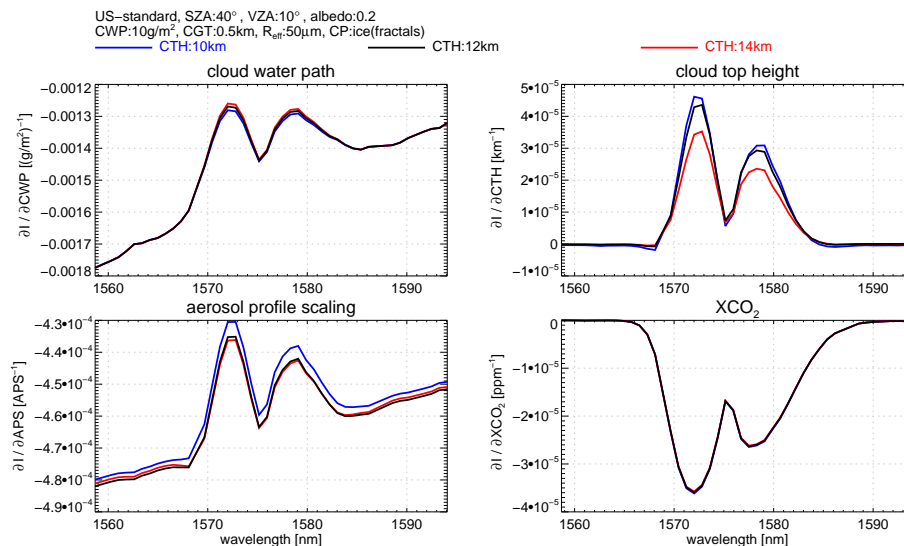 US−standard, SZA:40°, VZA:10°, albedo:0.2
CWP:10g/m², CGT:0.5km, R_eff:50μm, CP:ice(fractals)
CTH:10km CTH:12km CTH:14km
cloud water path
−0.0012
−0.0013
−0.0014
−0.0015
−0.0016
−0.0017
−0.0018
∂I / ∂CWP [(g/m²)⁻¹]
1560 1570 1580 1590
cloud top height
5•10⁻⁵
4•10⁻⁵
3•10⁻⁵
2•10⁻⁵
1•10⁻⁵
0
−1•10⁻⁵
∂I / ∂CTH [km⁻¹]
1560 1570 1580 1590
aerosol profile scaling
−4.3•10⁻⁴
−4.4•10⁻⁴
−4.5•10⁻⁴
−4.6•10⁻⁴
−4.7•10⁻⁴
−4.8•10⁻⁴
−4.9•10⁻⁴
∂I / ∂APS [APS⁻¹]
1560 1570 1580 1590
wavelength [nm]
XCO₂
0
−1•10⁻⁵
−2•10⁻⁵
−3•10⁻⁵
−4•10⁻⁵
∂I / ∂XCO₂ [ppm⁻¹]
1560 1570 1580 1590
wavelength [nm]